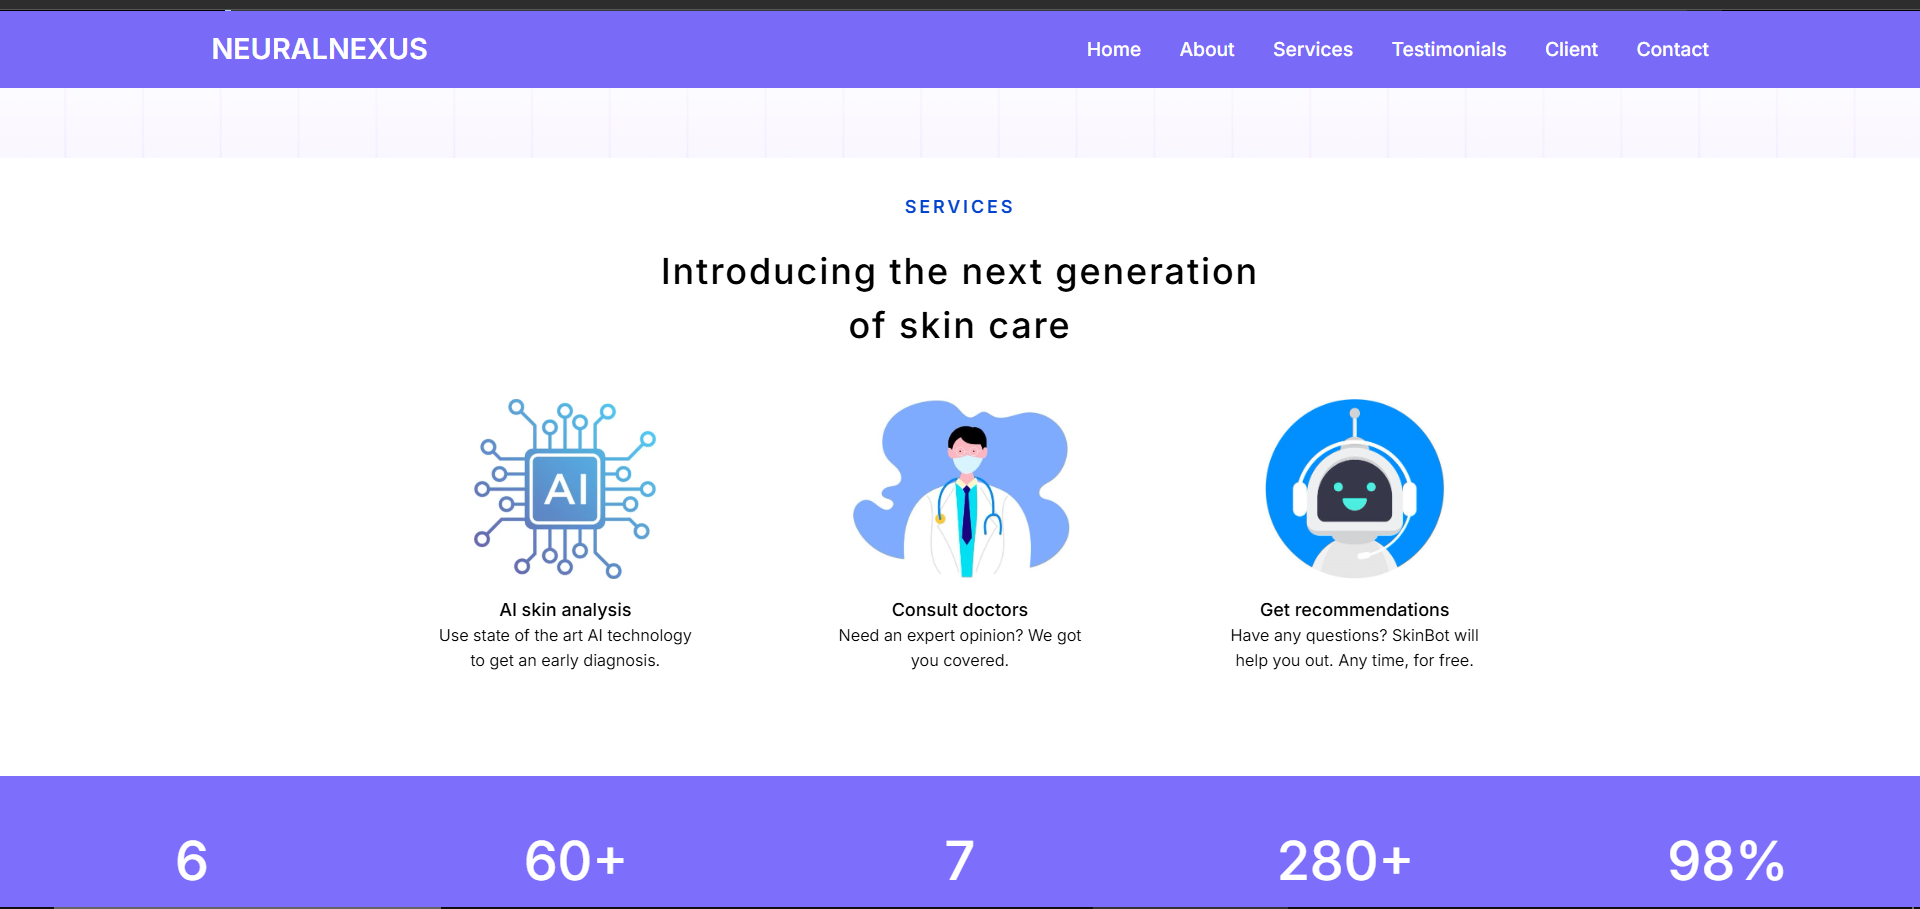 NEURALNEXUS
Home About Services Testimonials Client Contact
SERVICES
Introducing the next generation
of skin care
AI
AI skin analysis
Use state of the art AI technology
to get an early diagnosis.
Consult doctors
Need an expert opinion? We got
you covered.
Get recommendations
Have any questions? SkinBot will
help you out. Any time, for free.
6 60+ 7 280+ 98%